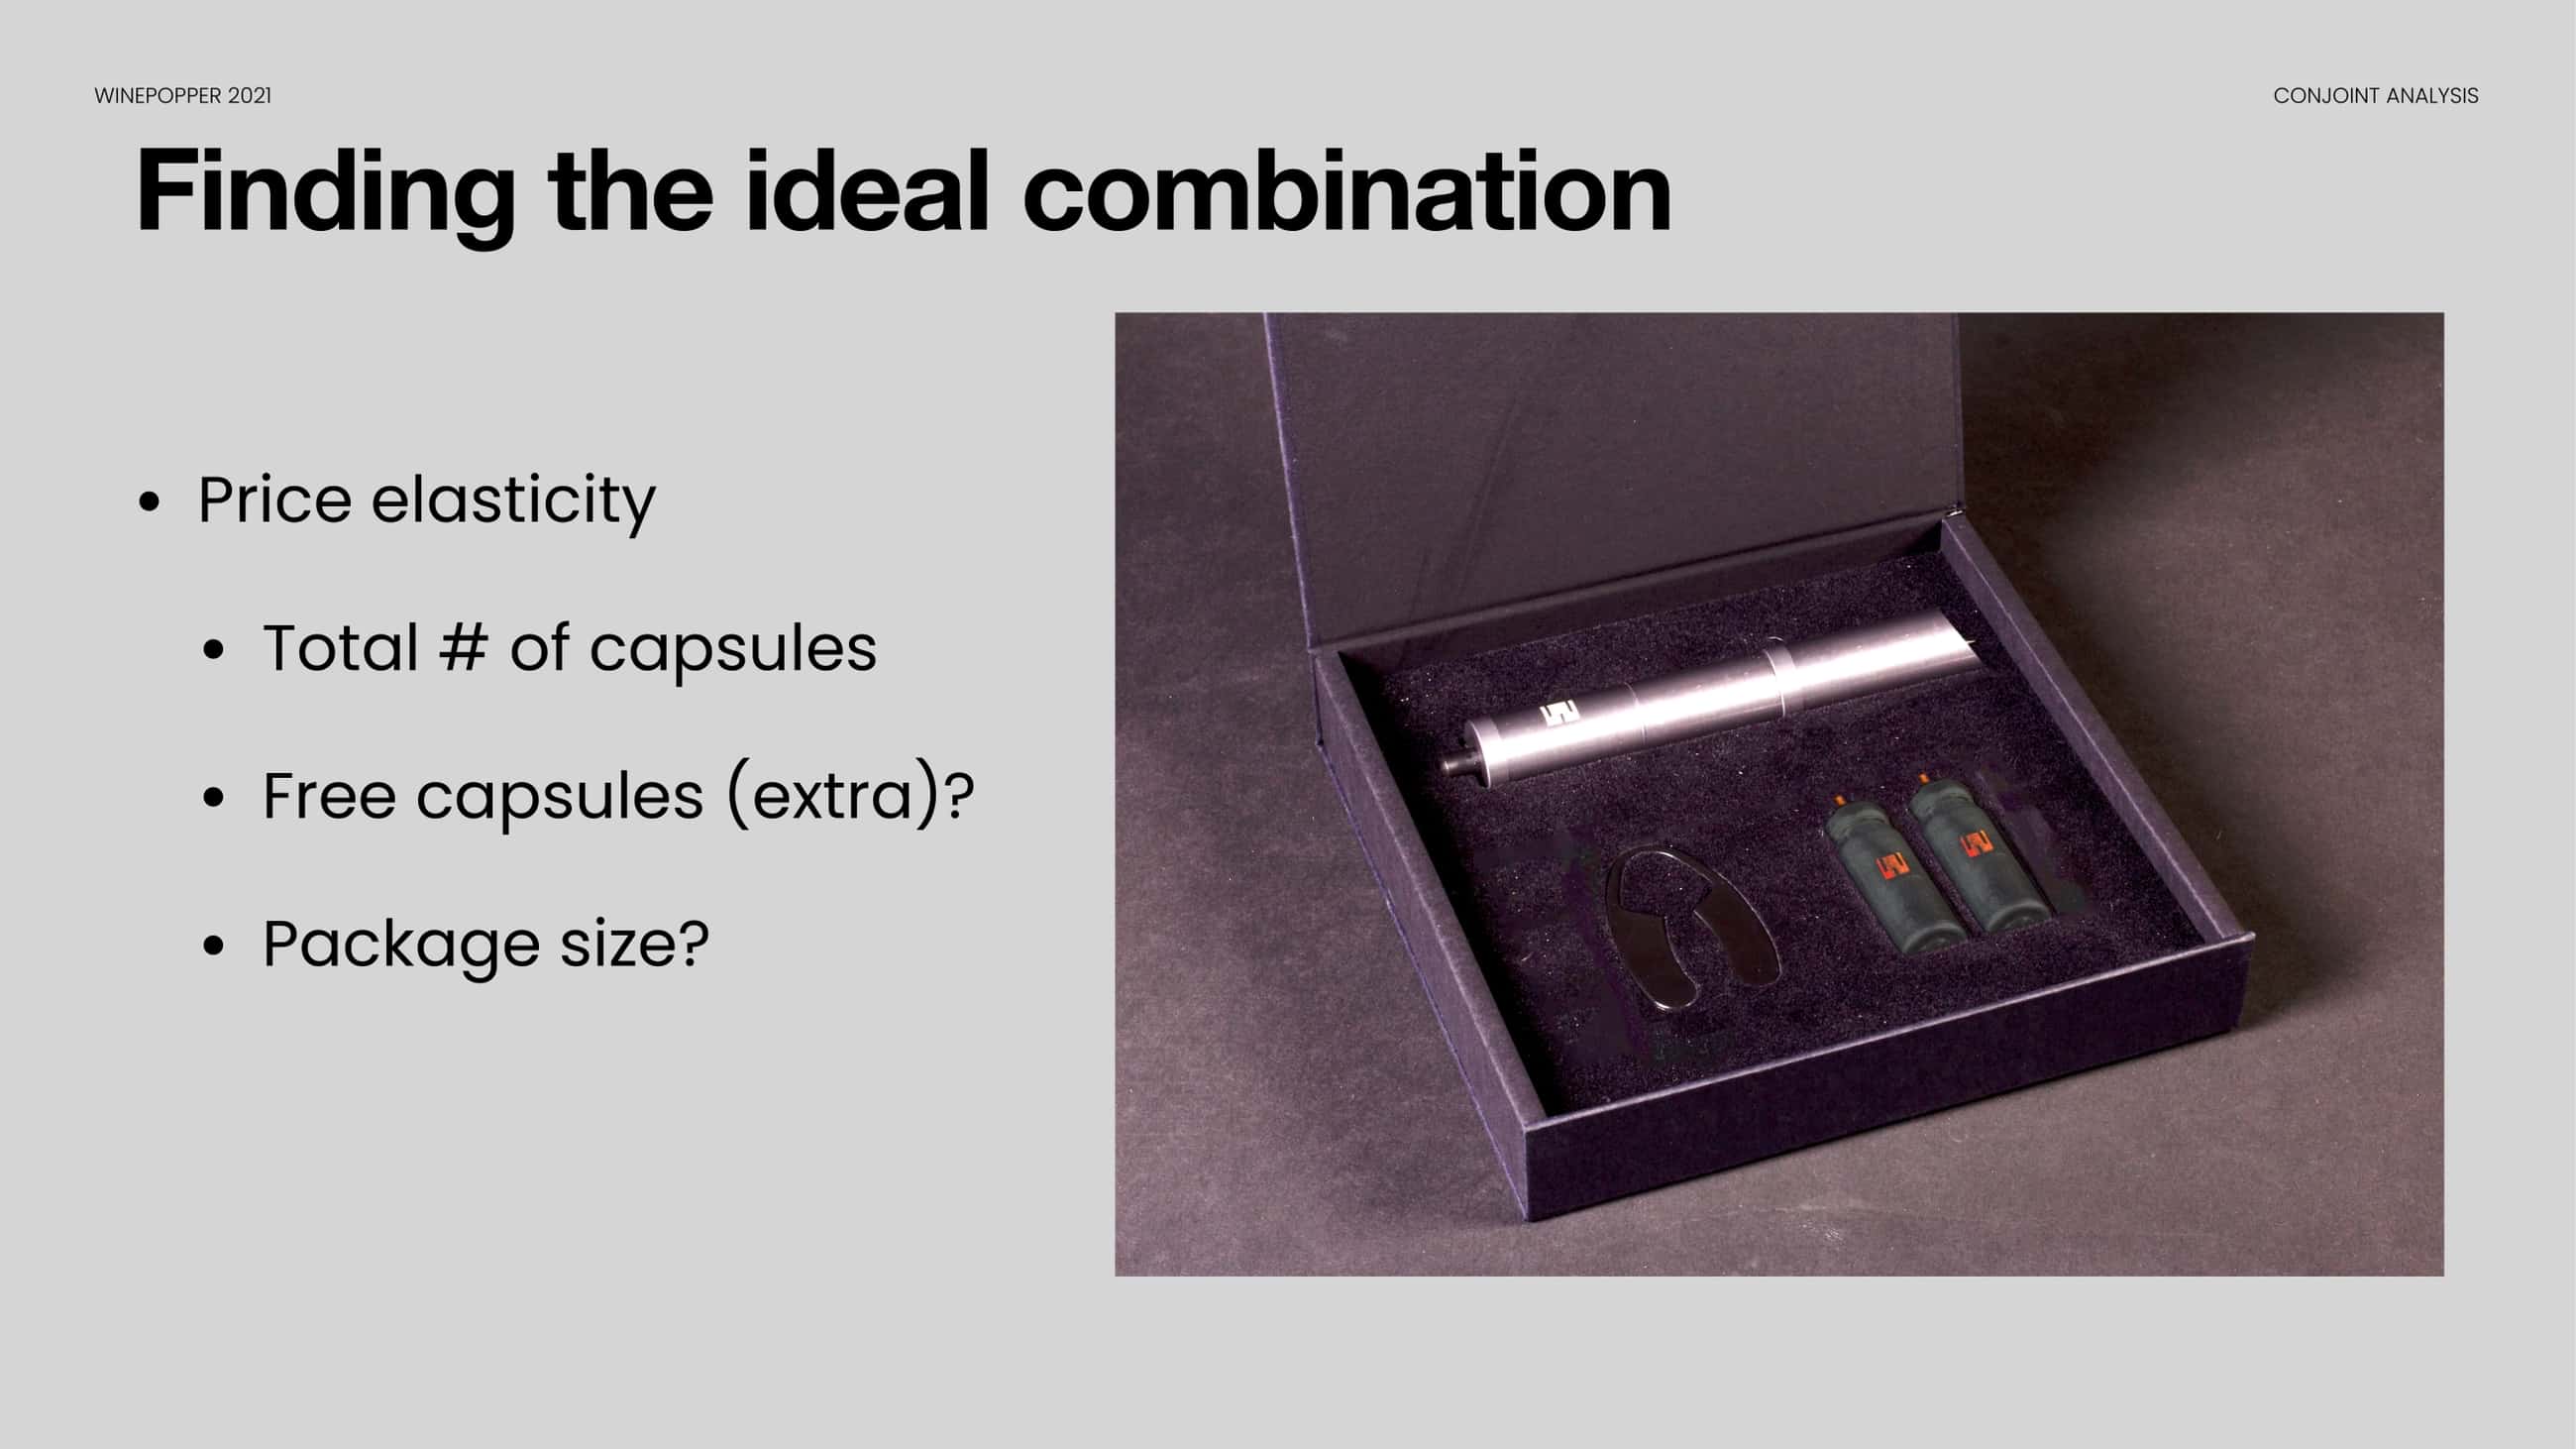 WINEPOPPER 2021
CONJOINT ANALYSIS
Finding the ideal combination
• Price elasticity
• Total # of capsules
• Free capsules (extra)?
• Package size?